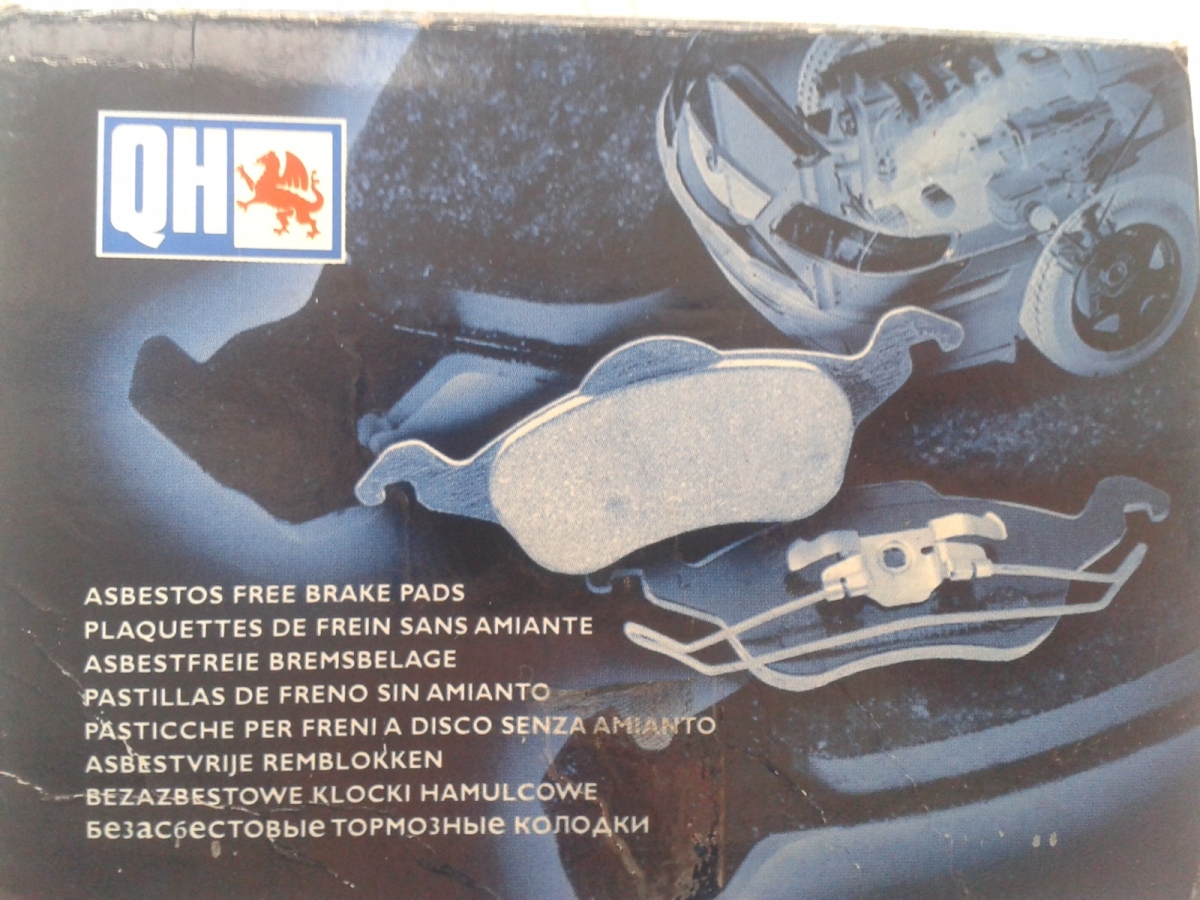 QH
ASBESTOS FREE BRAKE PADS
PLAQUETTES DE FREIN SANS AMIANTE
ASBESTFREIE BREMSBELAGE
PASTILLAS DE FRENO SIN AMIANTO
PASTICCHE PER FRENI A DISCO SENZA AMIANTO
ASBESTVRIJE REMBLOKKEN
BEZAZBESTOWE KLOCKI HAMULCOWE
Безасбестовые тормозные колодки